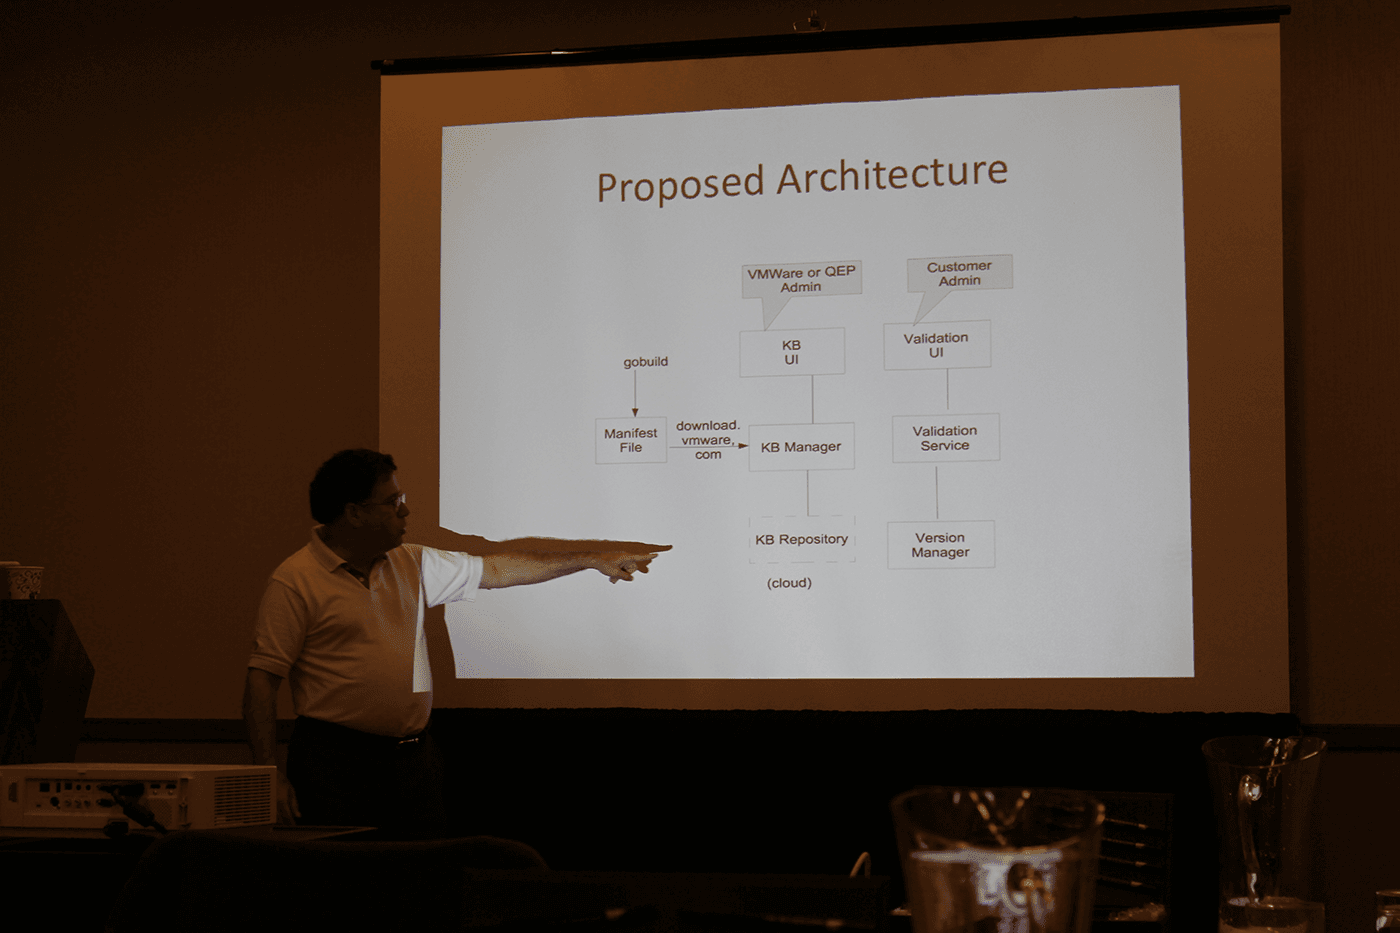 Proposed Architecture
VMWare or QEP
Admin
Customer
Admin
KB
UI
Validation
UI
gobuild
Manifest
File
download.
vmware,
com
KB Manager
Validation
Service
KB Repository
(cloud)
Version
Manager